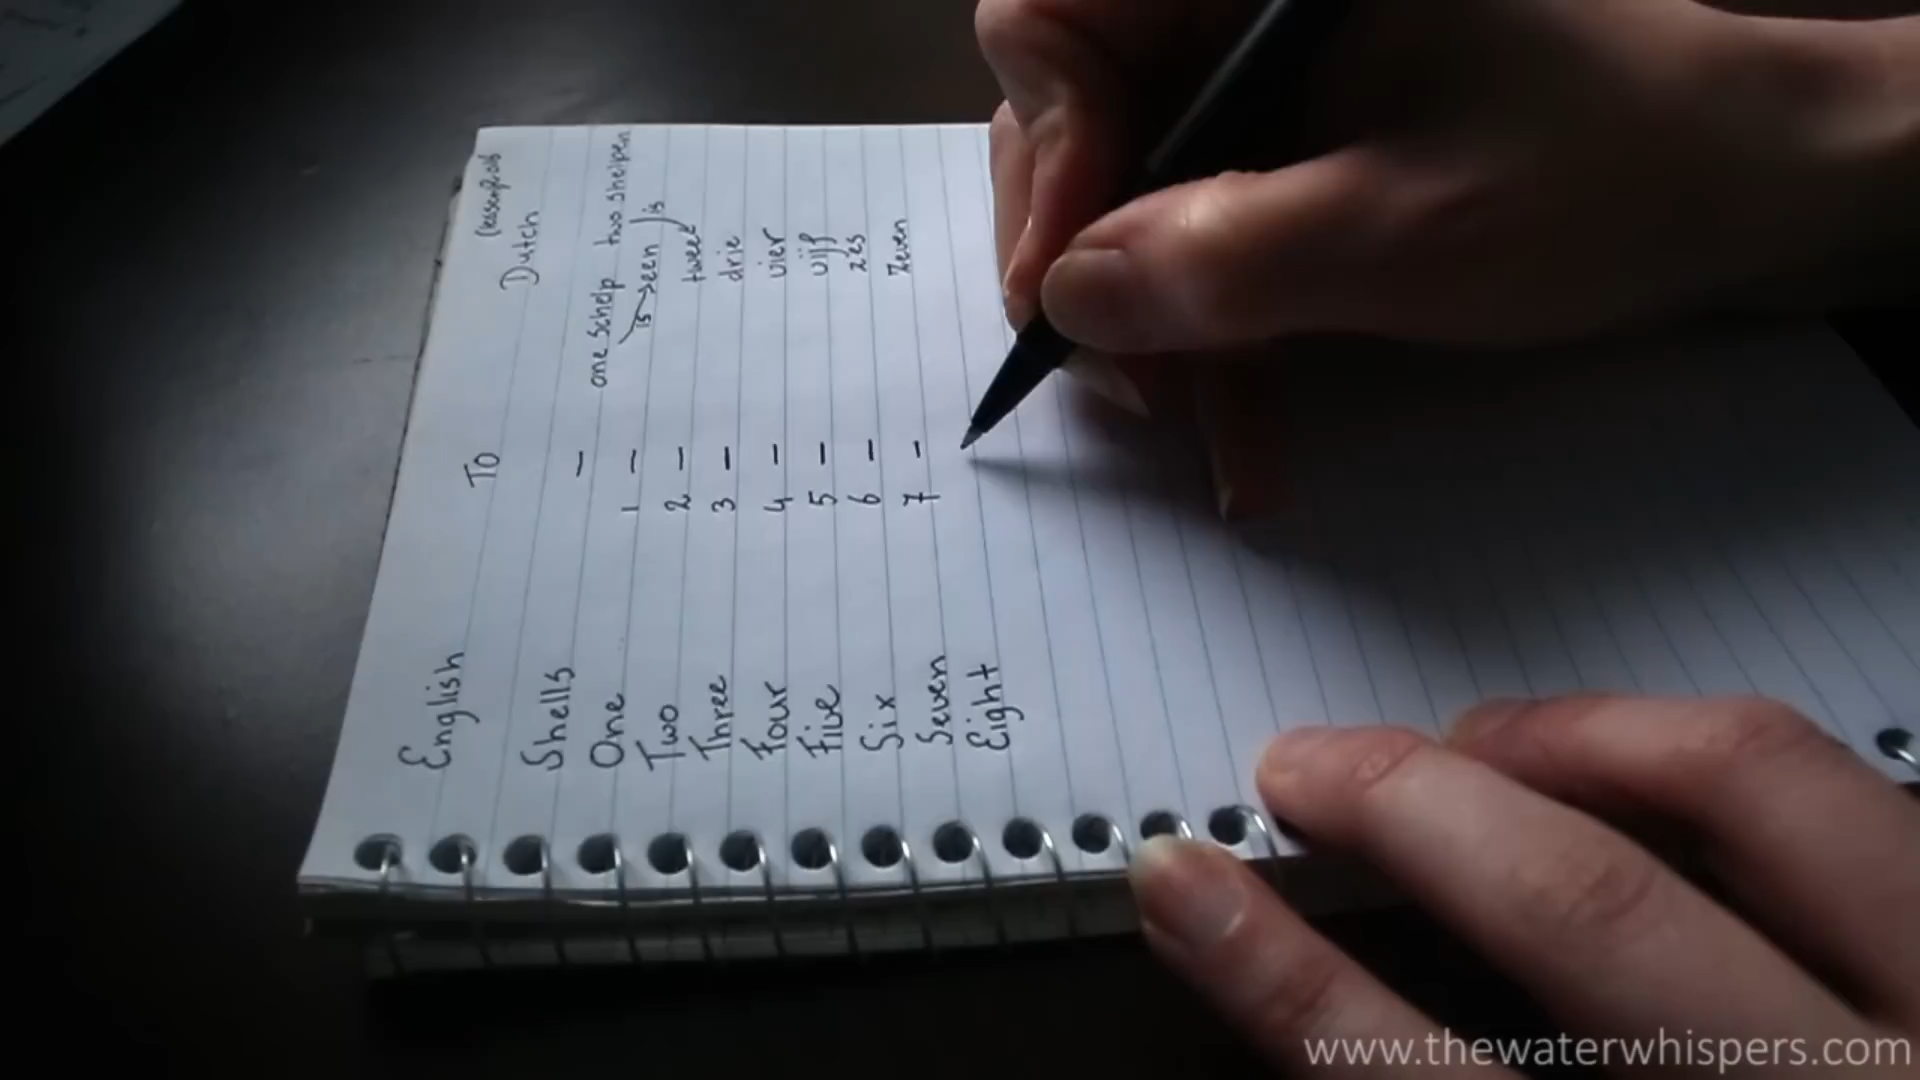 English TO Dutch
Shells - one Schelp two shelpen
One 1 - is een is
Two 2 - twee
Three 3 - drie
Four 4 - vier
Five 5 - vijf
Six 6 - zes
Seven 7 - zeven
Eight
www.thewaterwhispers.com